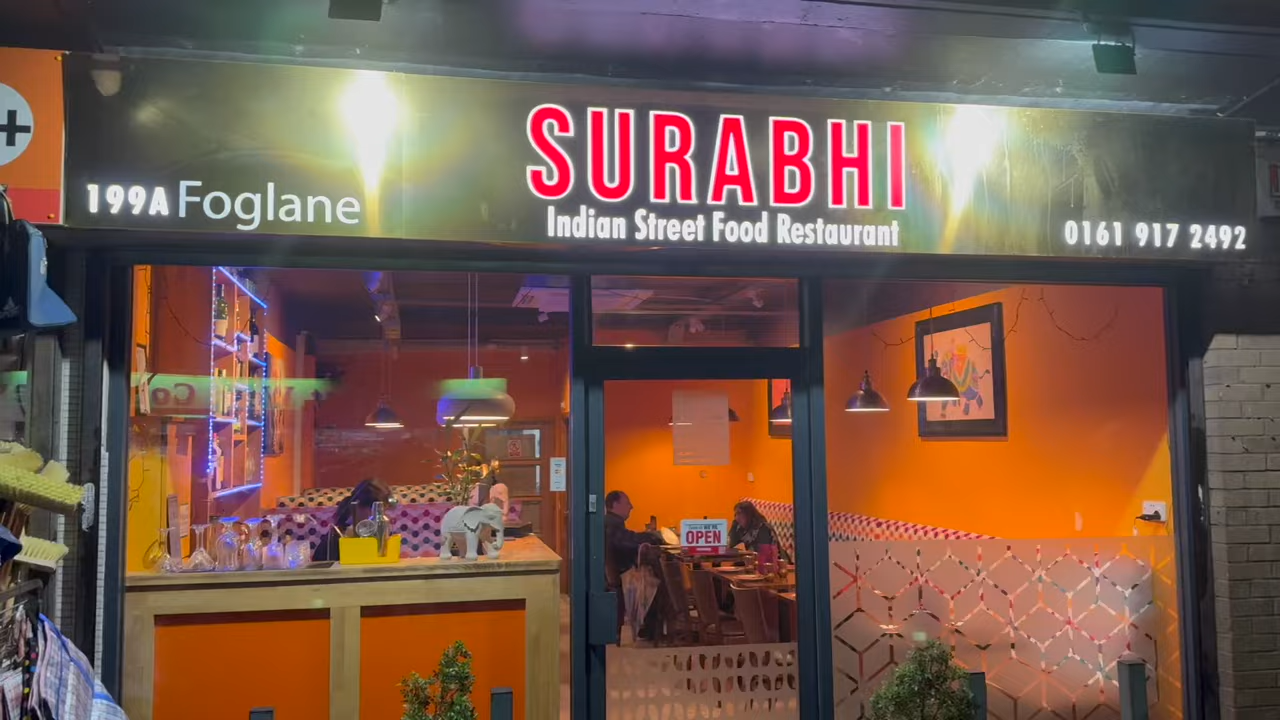 SURABHI
199A Foglane
Indian Street Food Restaurant
0161 917 2492
OPEN